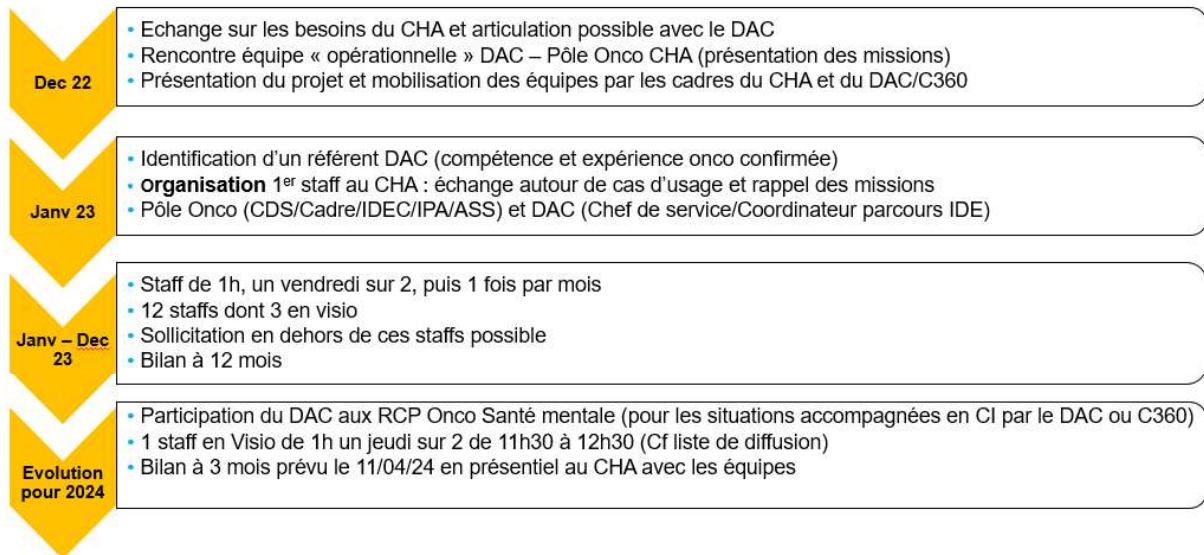 Dec 22
• Echange sur les besoins du CHA et articulation possible avec le DAC
• Rencontre équipe « opérationnelle » DAC – Pôle Onco CHA (présentation des missions)
• Présentation du projet et mobilisation des équipes par les cadres du CHA et du DAC/C360
Janv 23
• Identification d'un référent DAC (compétence et expérience onco confirmée)
• organisation 1er staff au CHA : échange autour de cas d'usage et rappel des missions
• Pôle Onco (CDS/Cadre/IDEC/IPA/ASS) et DAC (Chef de service/Coordinateur parcours IDE)
Janv – Dec
23
• Staff de 1h, un vendredi sur 2, puis 1 fois par mois
• 12 staffs dont 3 en visio
• Sollicitation en dehors de ces staffs possible
• Bilan à 12 mois
Evolution
pour 2024
• Participation du DAC aux RCP Onco Santé mentale (pour les situations accompagnées en CI par le DAC ou C360)
• 1 staff en Visio de 1h un jeudi sur 2 de 11h30 à 12h30 (Cf liste de diffusion)
• Bilan à 3 mois prévu le 11/04/24 en présentiel au CHA avec les équipes